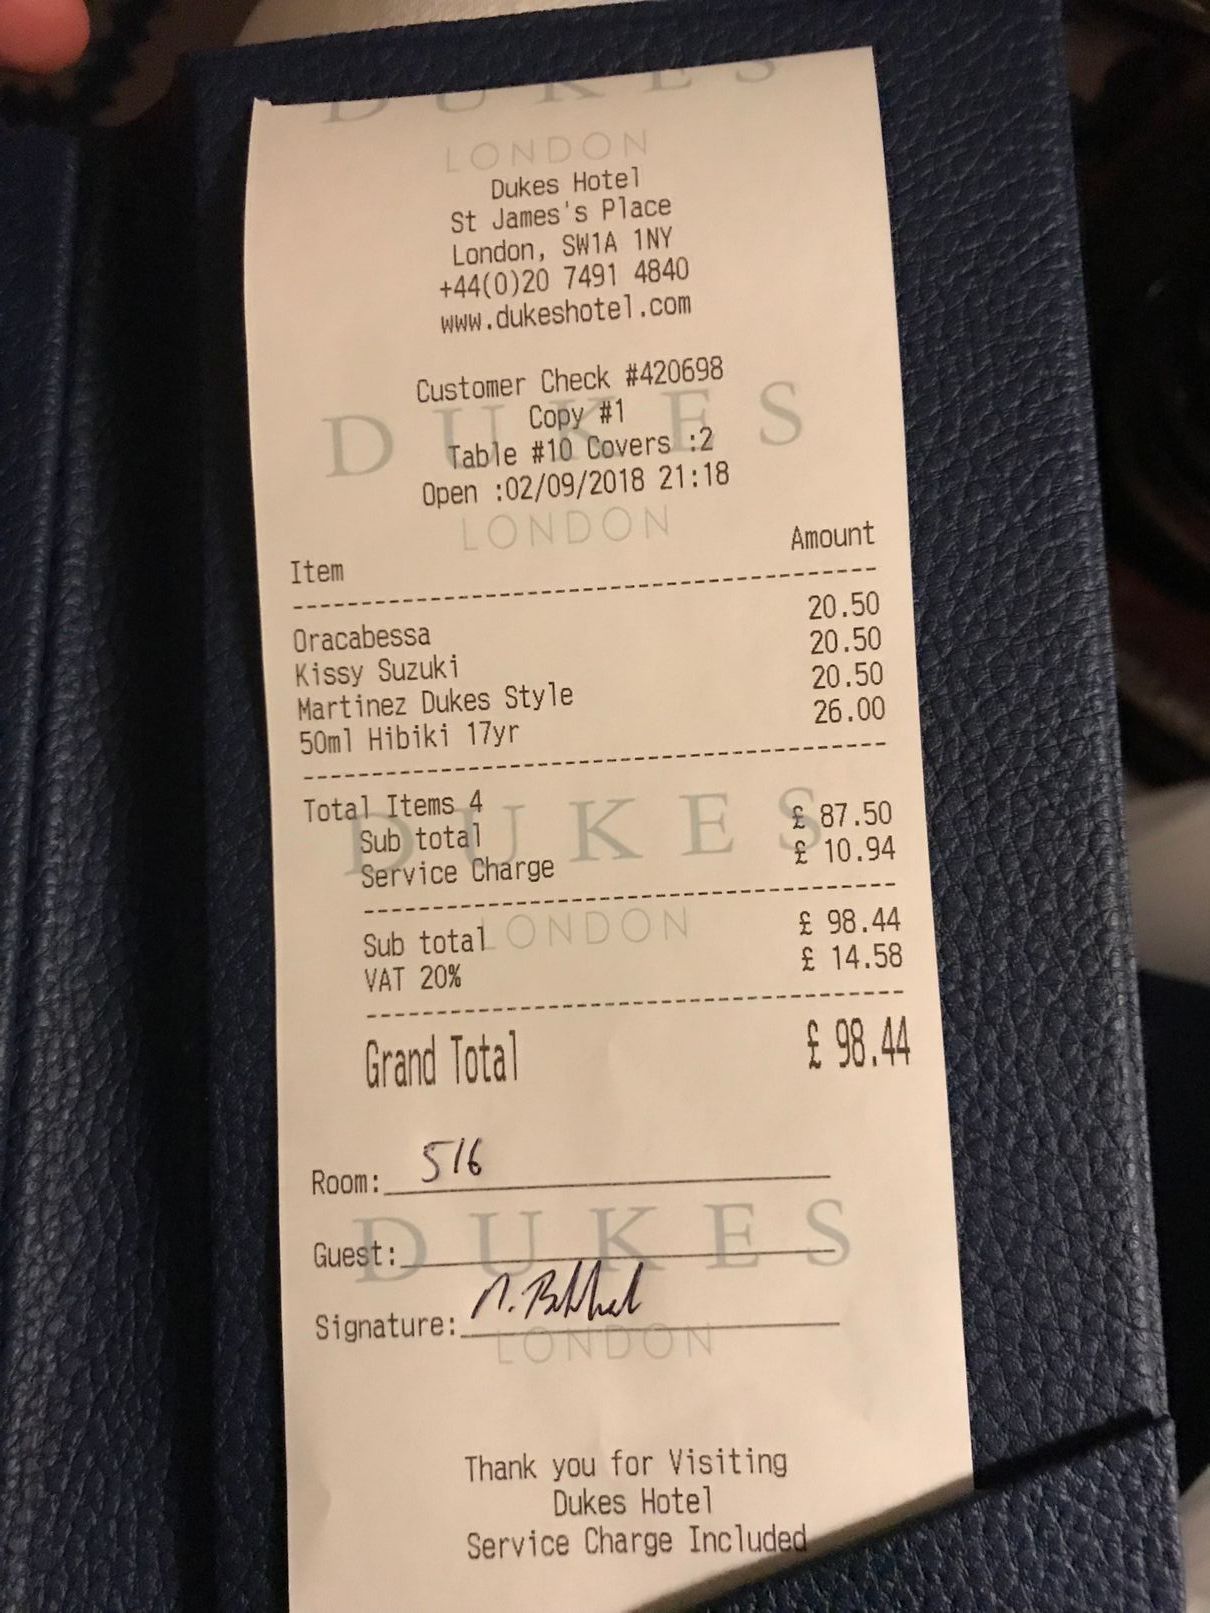 DUKES
LONDON
Dukes Hotel
St James's Place
London, SW1A 1NY
+44(0)20 7491 4840
www.dukeshotel.com
Customer Check #420698
Copy #1
DUKES
Table #10 Covers :2
Open :02/09/2018 21:18
LONDON
Item Amount
Oracabessa 20.50
Kissy Suzuki 20.50
Martinez Dukes Style 20.50
50ml Hibiki 17yr 26.00
Total Items 4
DUKES
Sub total £ 87.50
Service Charge £ 10.94
LONDON
Sub total £ 98.44
VAT 20% £ 14.58
Grand Total £ 98.44
Room: 516
DUKES
Guest:
Signature:
LONDON
Thank you for Visiting
Dukes Hotel
Service Charge Included